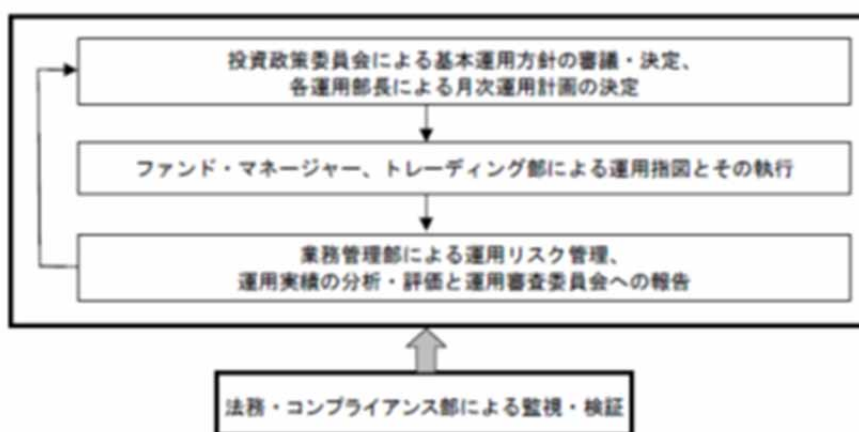 投資政策委員会による基本運用方針の審議・決定、
各運用部長による月次運用計画の決定
ファンド・マネージャー、トレーディング部による運用指図とその執行
業務管理部による運用リスク管理、
運用実績の分析・評価と運用審査委員会への報告
法務・コンプライアンス部による監視・検証